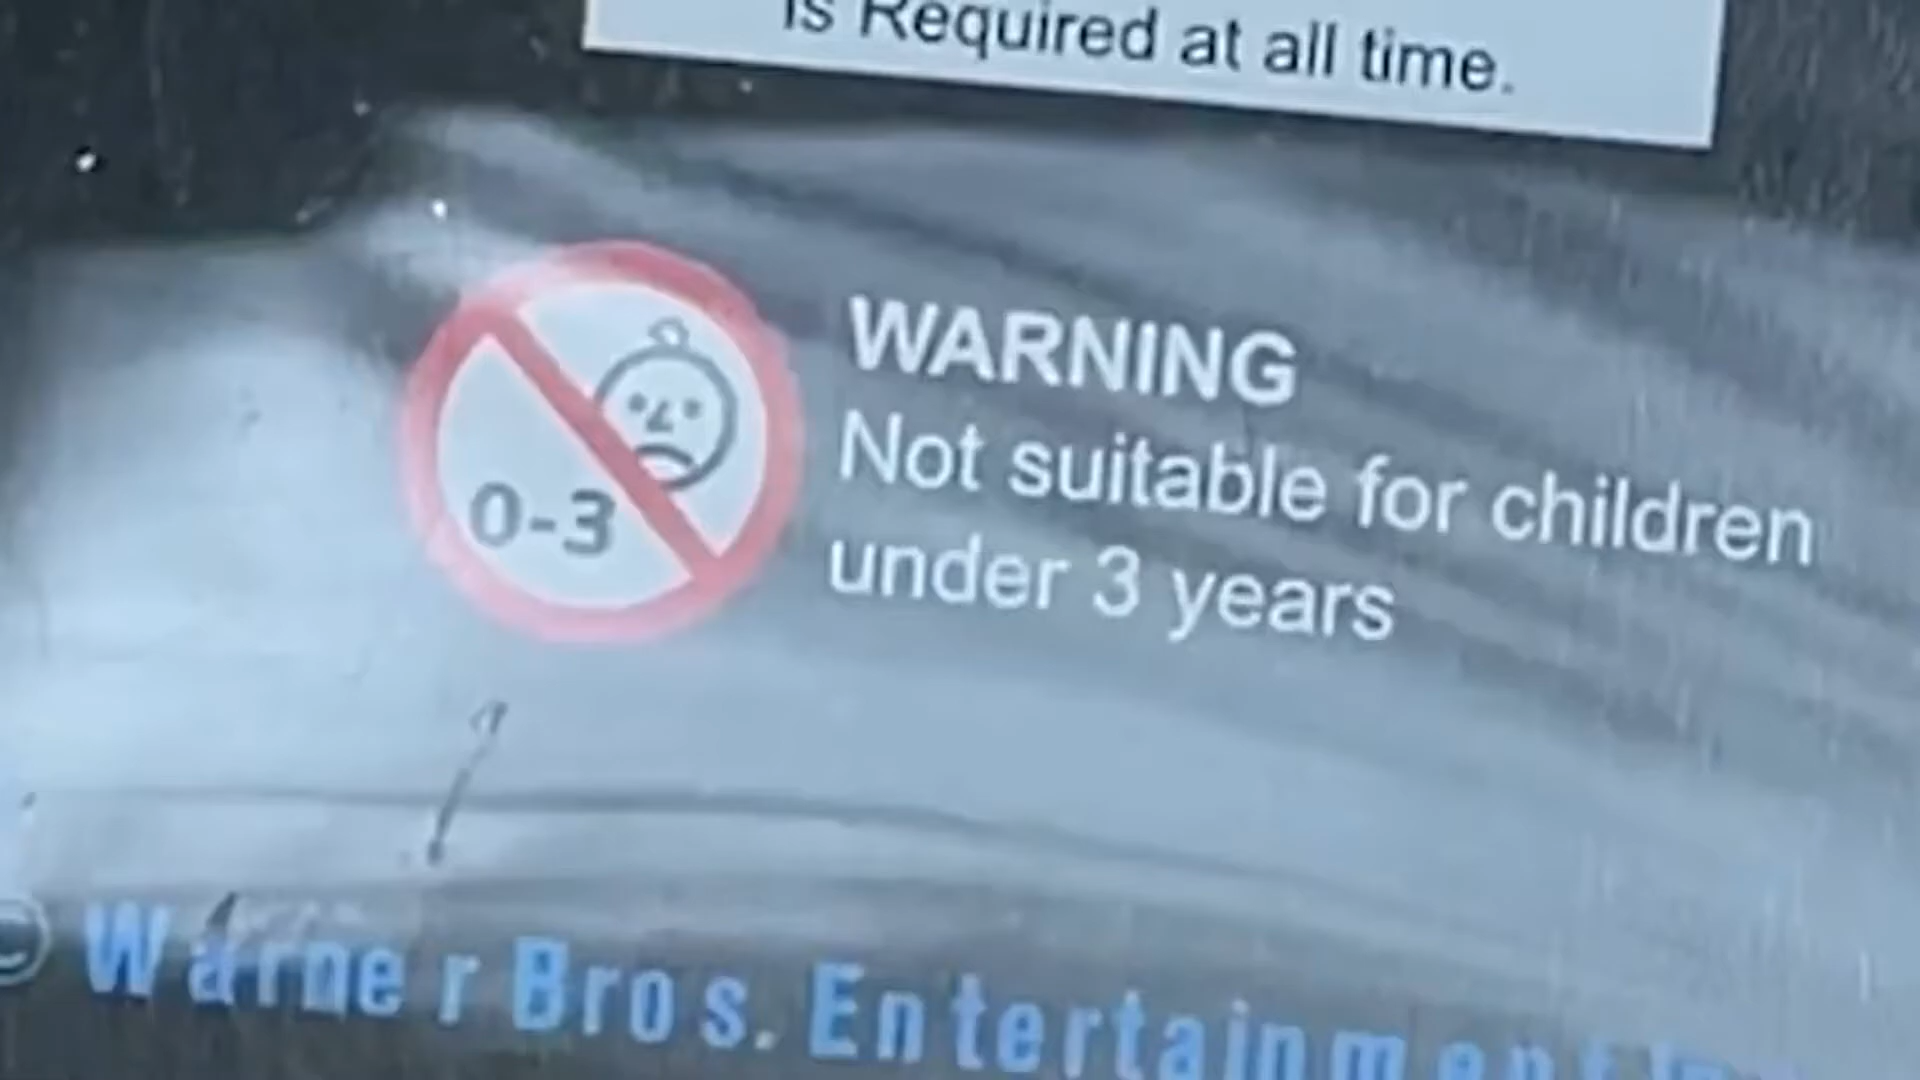 is Required at all time.
WARNING
Not suitable for children
under 3 years
0-3
© Warner Bros. Entertainment